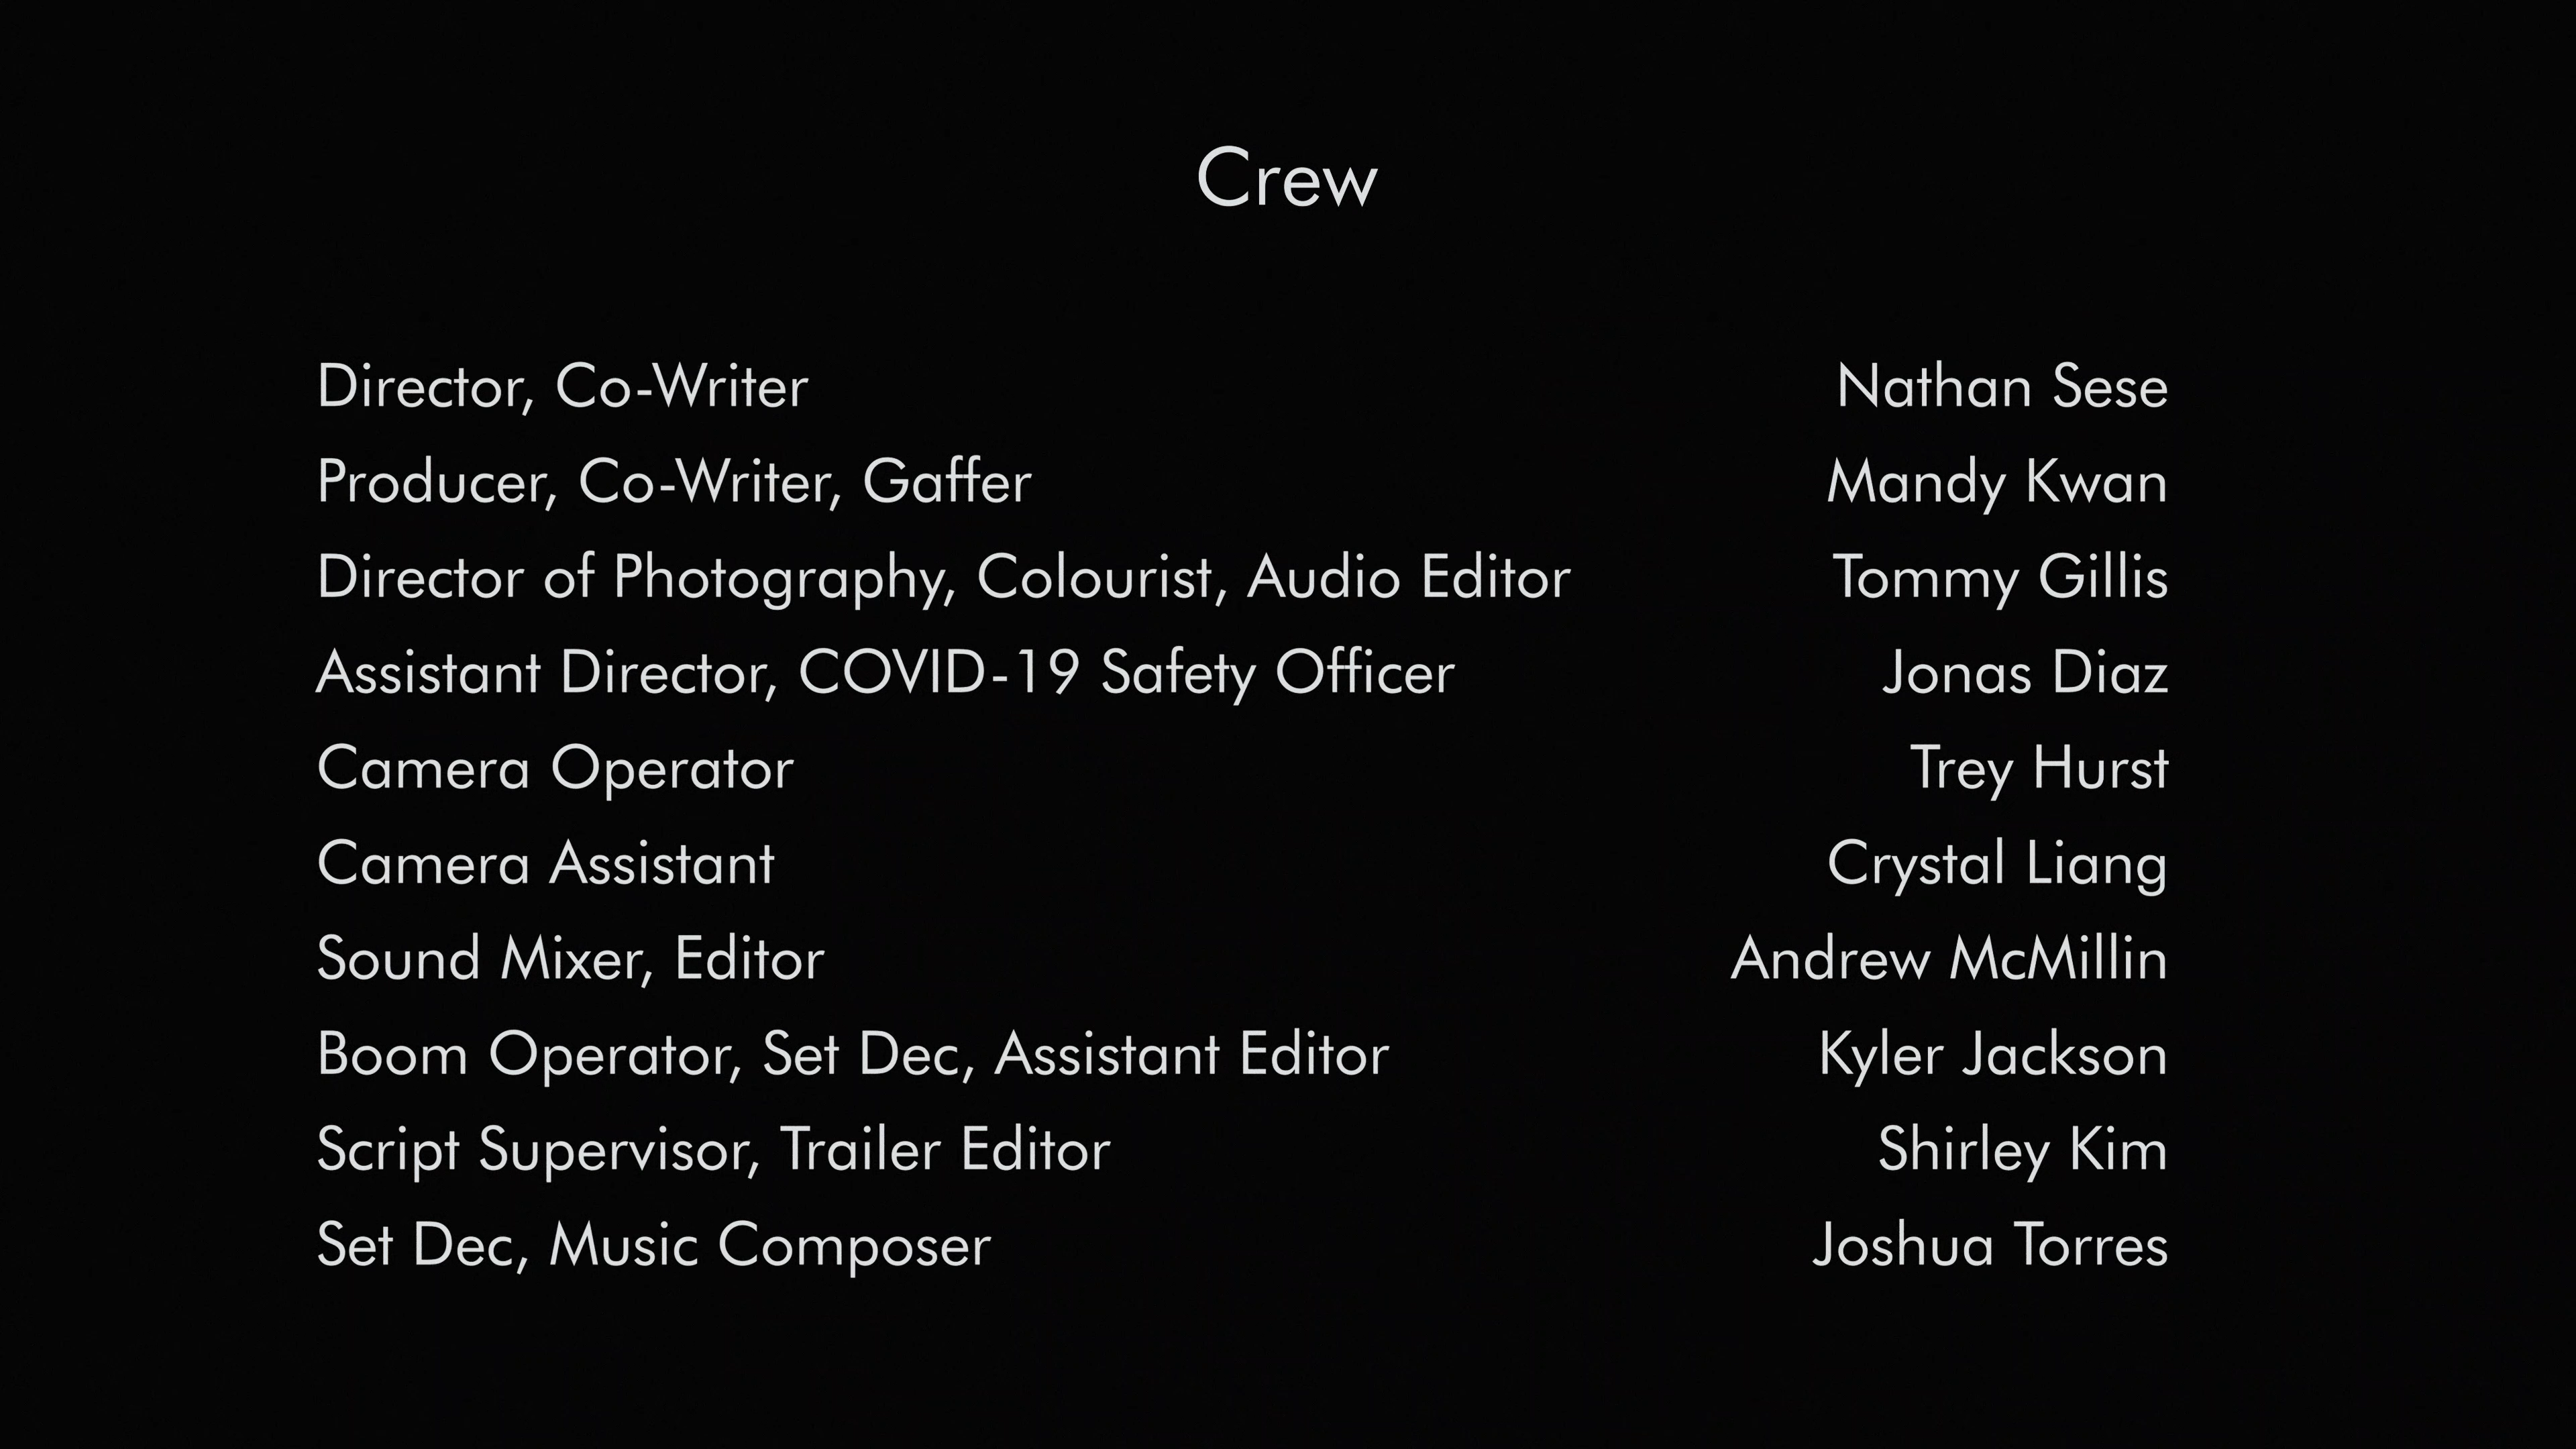 Crew
Director, Co-Writer Nathan Sese
Producer, Co-Writer, Gaffer Mandy Kwan
Director of Photography, Colourist, Audio Editor Tommy Gillis
Assistant Director, COVID-19 Safety Officer Jonas Diaz
Camera Operator Trey Hurst
Camera Assistant Crystal Liang
Sound Mixer, Editor Andrew McMillin
Boom Operator, Set Dec, Assistant Editor Kyler Jackson
Script Supervisor, Trailer Editor Shirley Kim
Set Dec, Music Composer Joshua Torres